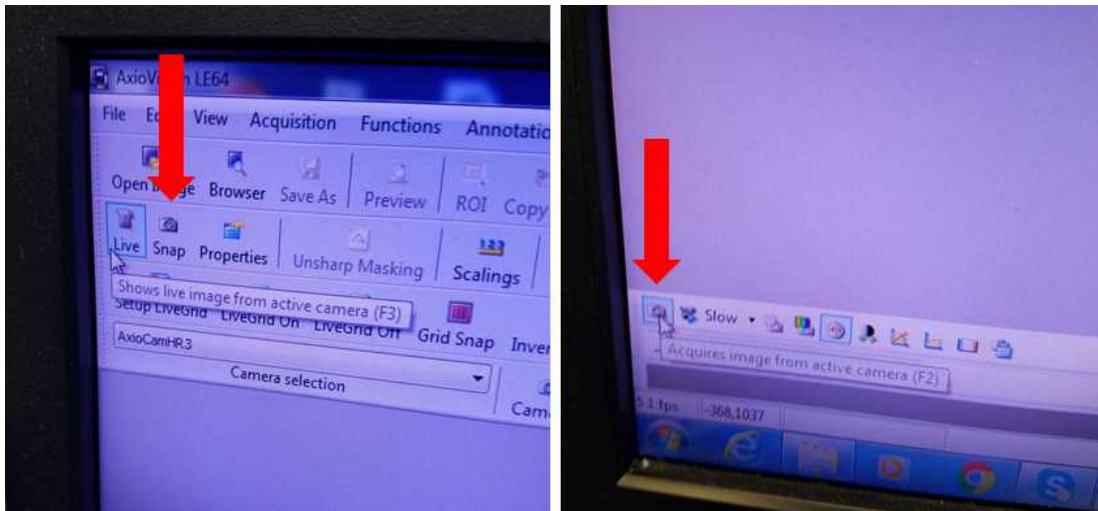 LE64
File View Acquisition Functions
Browser Save As Preview ROI Copy
Live Snap Properties Unsharp Masking Scalings
Shows live image from active camera (F3)
Setup LiveGrid LiveGrid On LiveGrid Off Grid Snap
AxioCamHR3
Camera selection
Slow
Acquires image from active camera (F2)
5.1 fps -368,1037